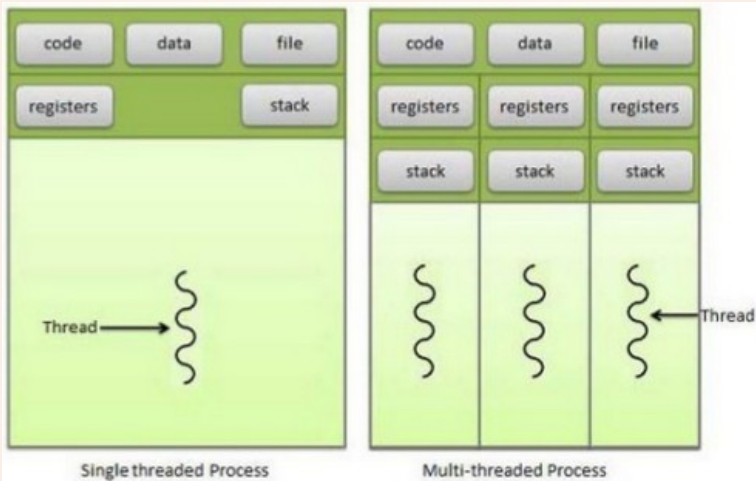 code data file
registers stack
Thread
Single threaded Process
code data file
registers registers registers
stack stack stack
Thread
Multi-threaded Process